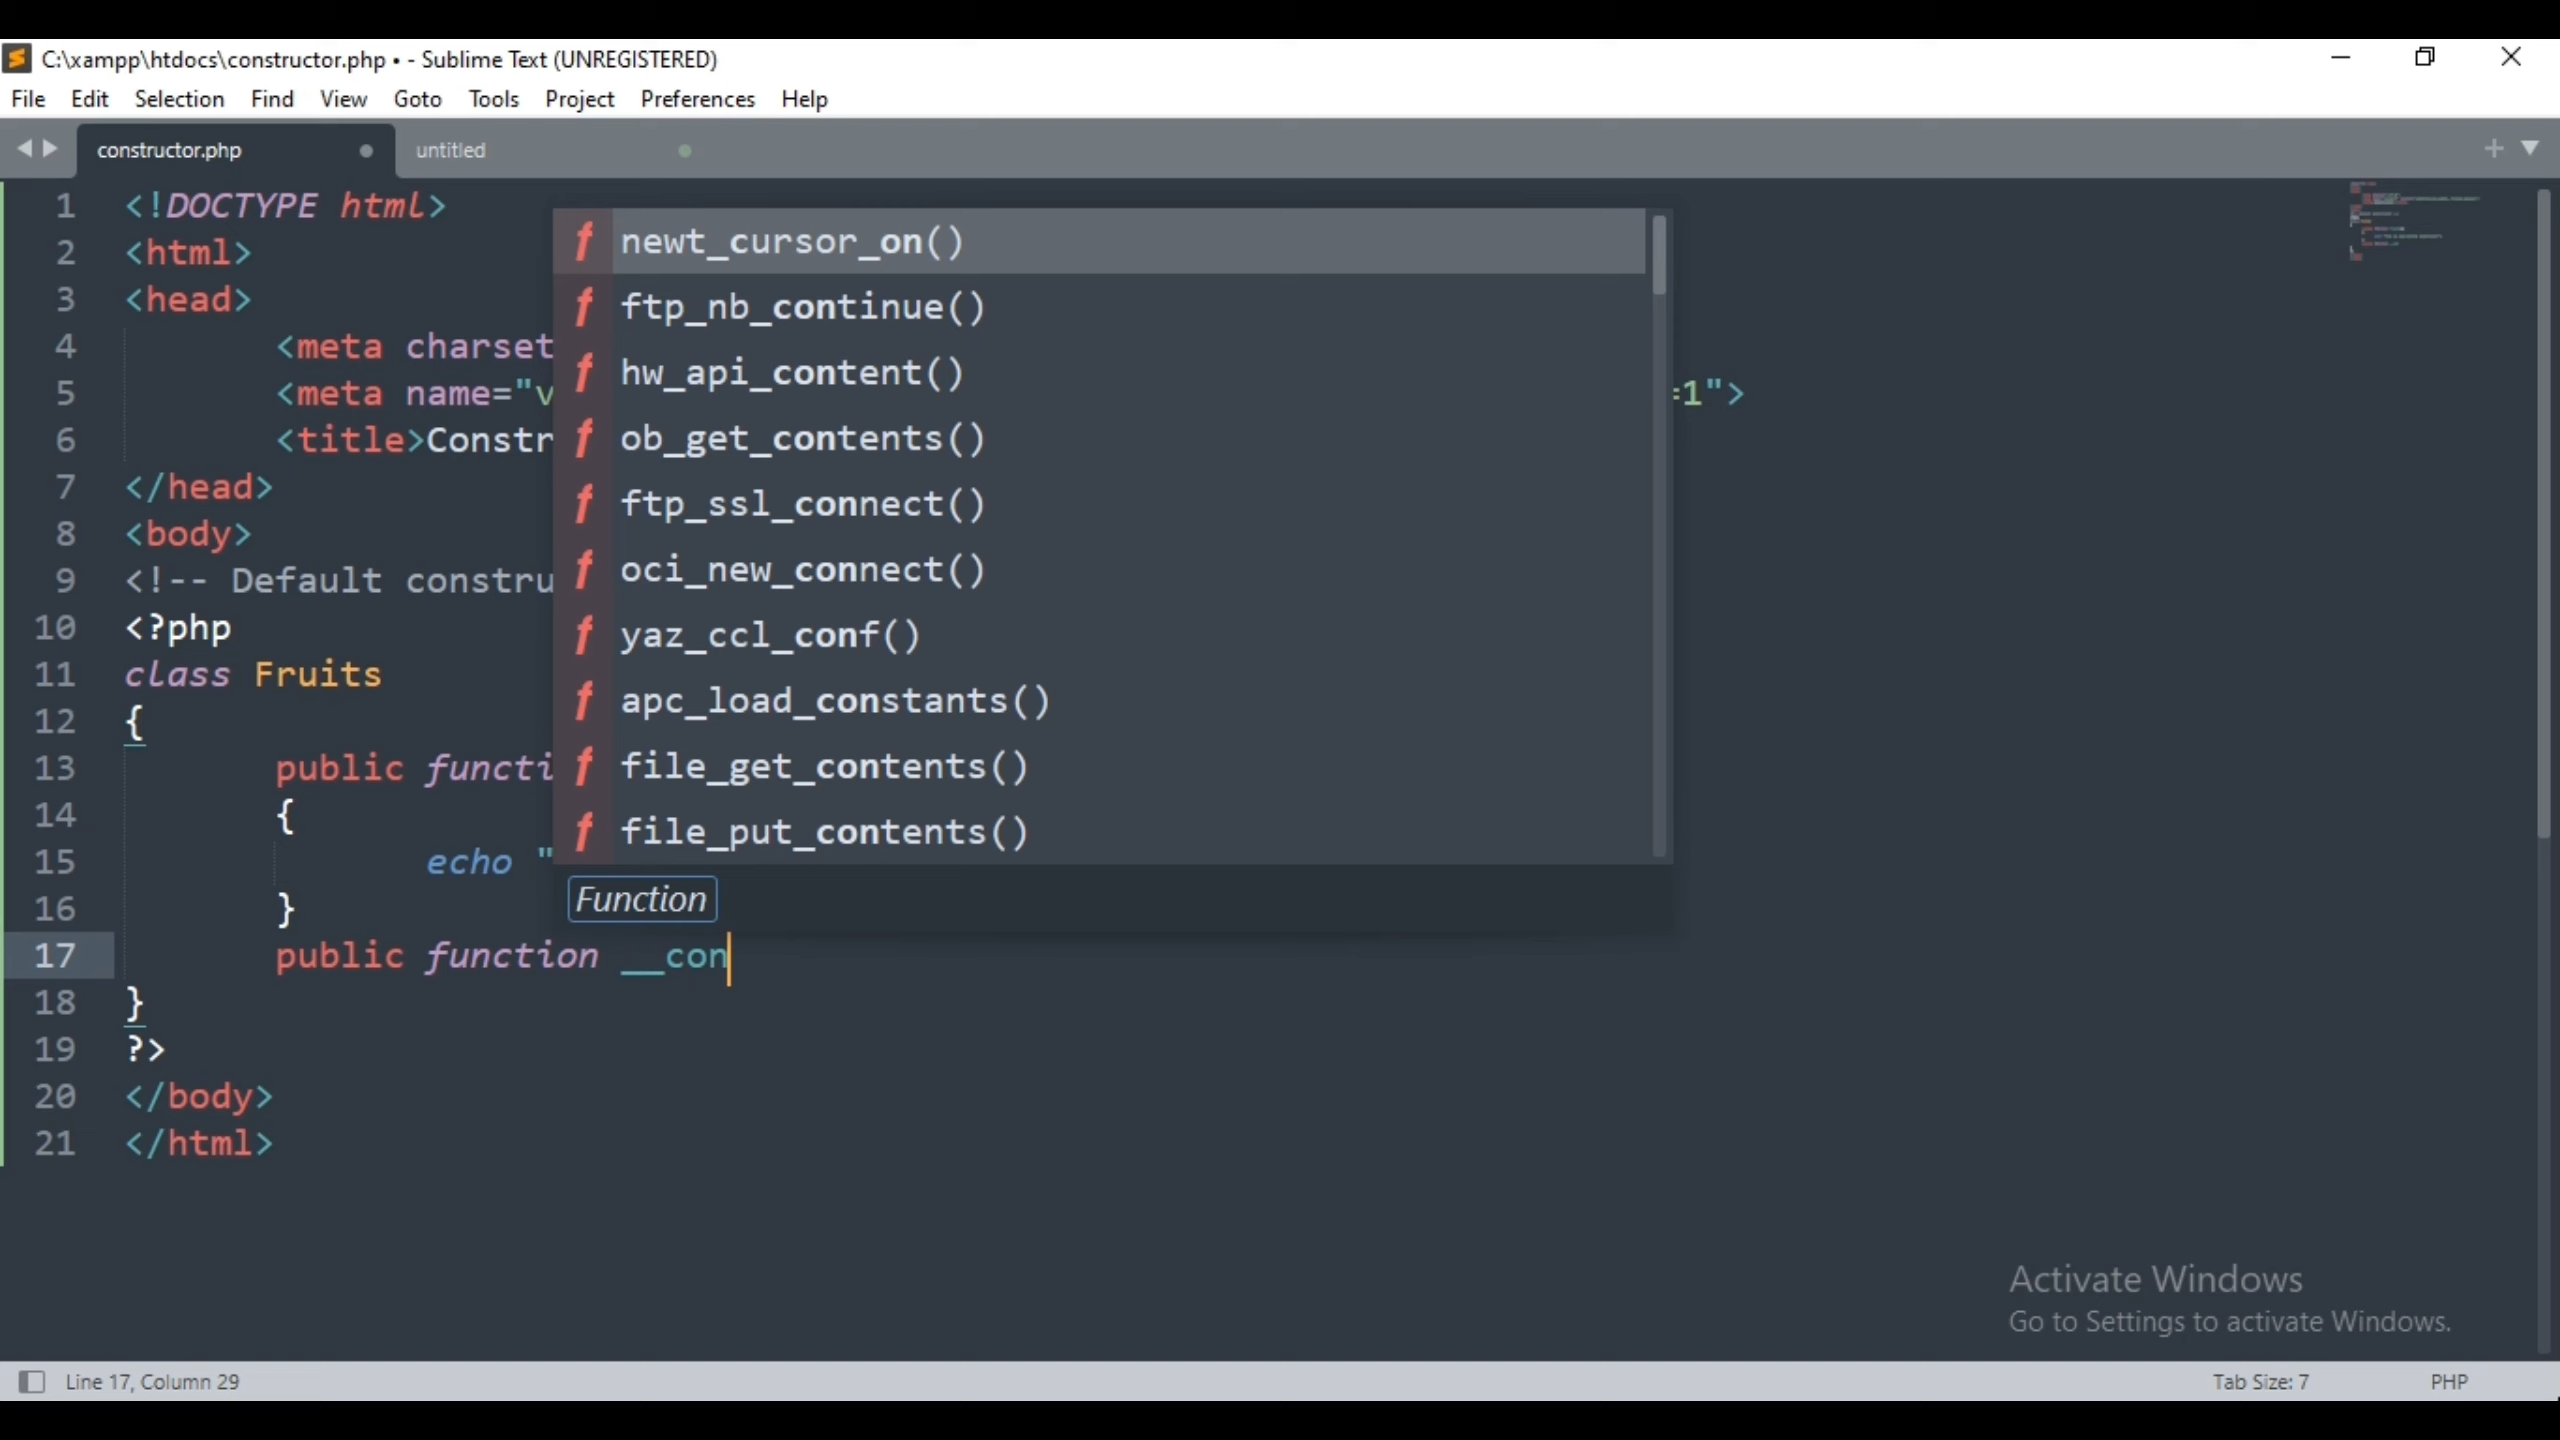 C:\xampp\htdocs\constructor.php • - Sublime Text (UNREGISTERED)
File Edit Selection Find View Goto Tools Project Preferences Help
constructor.php untitled
1 <!DOCTYPE html>
2 <html>
3 <head>
4 <meta charset
5 <meta name="v =1">
6 <title>Constr
7 </head>
8 <body>
9 <!-- Default constru
10 <?php
11 class Fruits
12 {
13 public functi
14 {
15 echo "
16 }
17 public function __con
18 }
19 ?>
20 </body>
21 </html>
f newt_cursor_on()
f ftp_nb_continue()
f hw_api_content()
f ob_get_contents()
f ftp_ssl_connect()
f oci_new_connect()
f yaz_ccl_conf()
f apc_load_constants()
f file_get_contents()
f file_put_contents()
Function
Activate Windows
Go to Settings to activate Windows.
Line 17, Column 29 Tab Size: 7 PHP